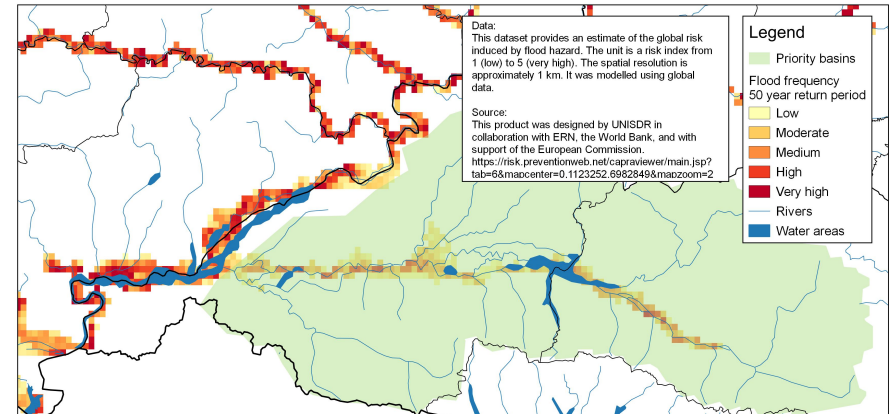 Data:
This dataset provides an estimate of the global risk
induced by flood hazard. The unit is a risk index from
1 (low) to 5 (very high). The spatial resolution is
approximately 1 km. It was modelled using global
data.
Source:
This product was designed by UNISDR in
collaboration with ERN, the World Bank, and with
support of the European Commission.
https://risk.preventionweb.net/capraviewer/main.jsp?
tab=6&mapcenter=0.1123252.6982849&mapzoom=2
Legend
Priority basins
Flood frequency
50 year return period
Low
Moderate
Medium
High
Very high
Rivers
Water areas